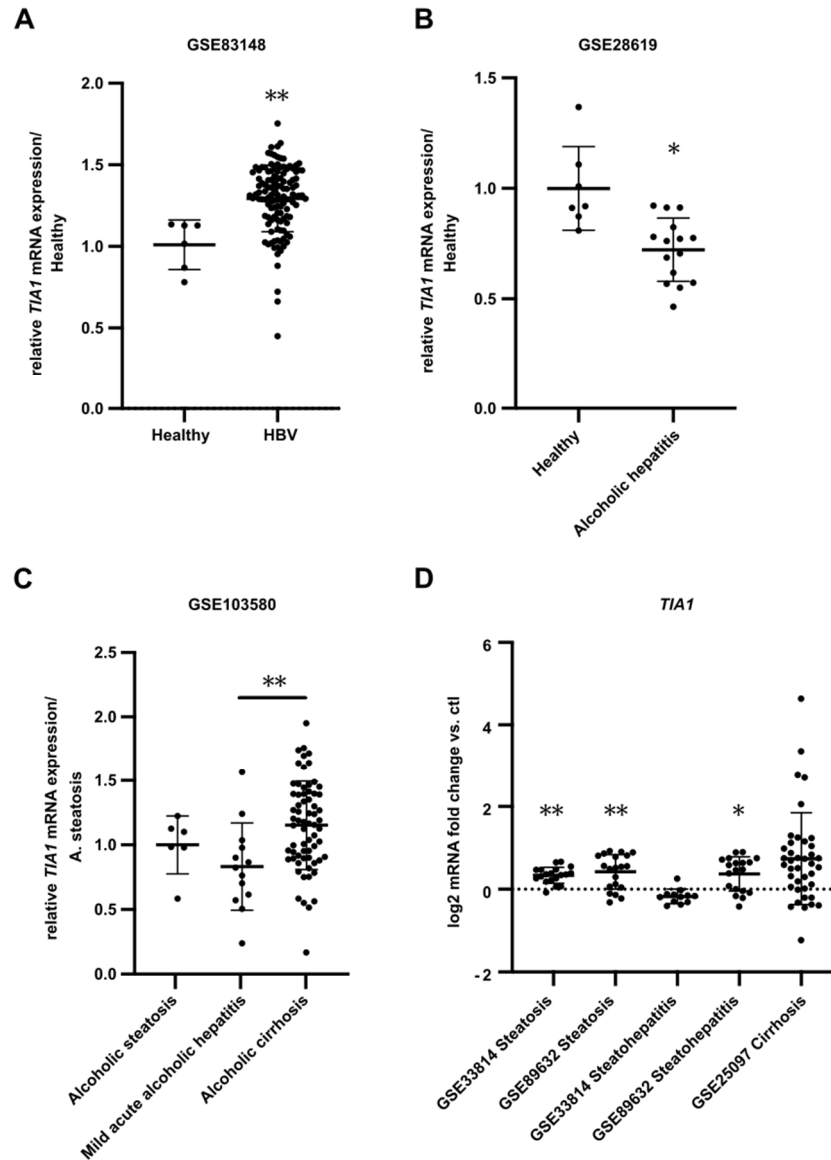 A
GSE83148
relative TIA1 mRNA expression/
Healthy
2.0
1.5
1.0
0.5
0.0
**
Healthy
HBV
B
GSE28619
relative TIA1 mRNA expression/
Healthy
1.5
1.0
0.5
0.0
*
Healthy
Alcoholic hepatitis
C
GSE103580
relative TIA1 mRNA expression/
A. steatosis
2.5
2.0
1.5
1.0
0.5
0.0
**
Alcoholic steatosis
Mild acute alcoholic hepatitis
Alcoholic cirrhosis
D
TIA1
log2 mRNA fold change vs. ctl
6
4
2
0
-2
**
**
*
GSE33814 Steatosis
GSE89632 Steatosis
GSE33814 Steatohepatitis
GSE89632 Steatohepatitis
GSE25097 Cirrhosis